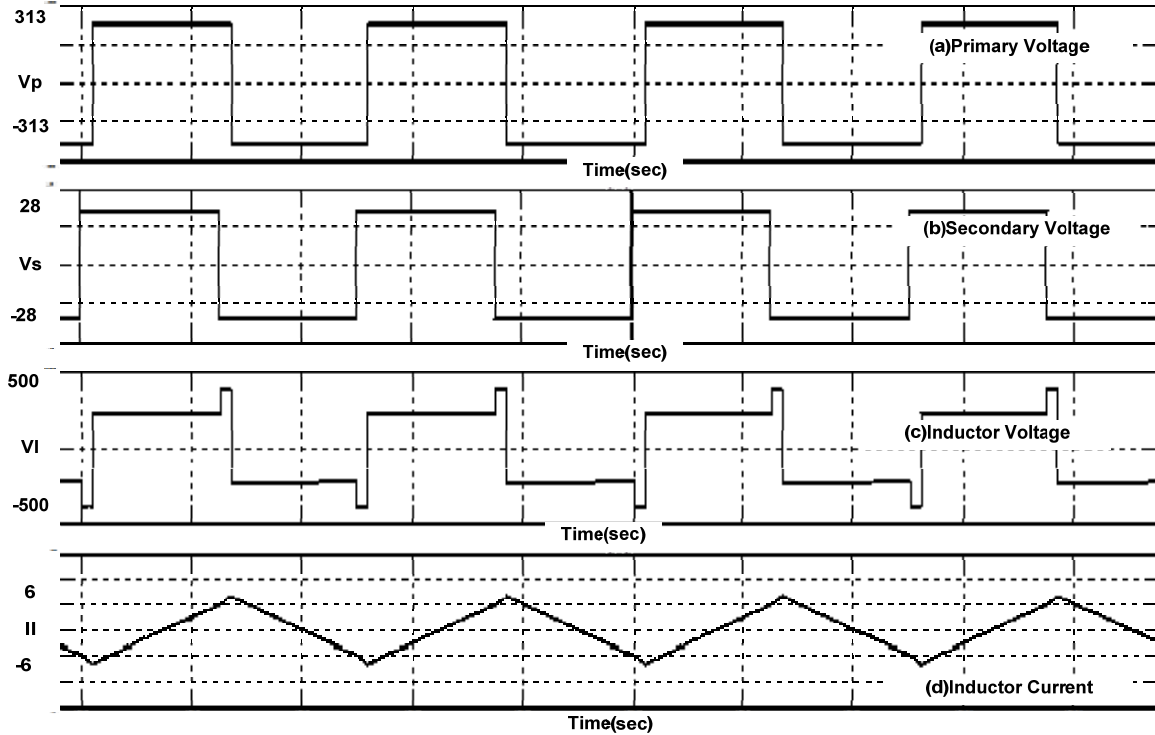 313
(a)Primary Voltage
Vp
-313
Time(sec)
28
(b)Secondary Voltage
Vs
-28
Time(sec)
500
(c)Inductor Voltage
Vl
-500
Time(sec)
6
Il
-6
(d)Inductor Current
Time(sec)